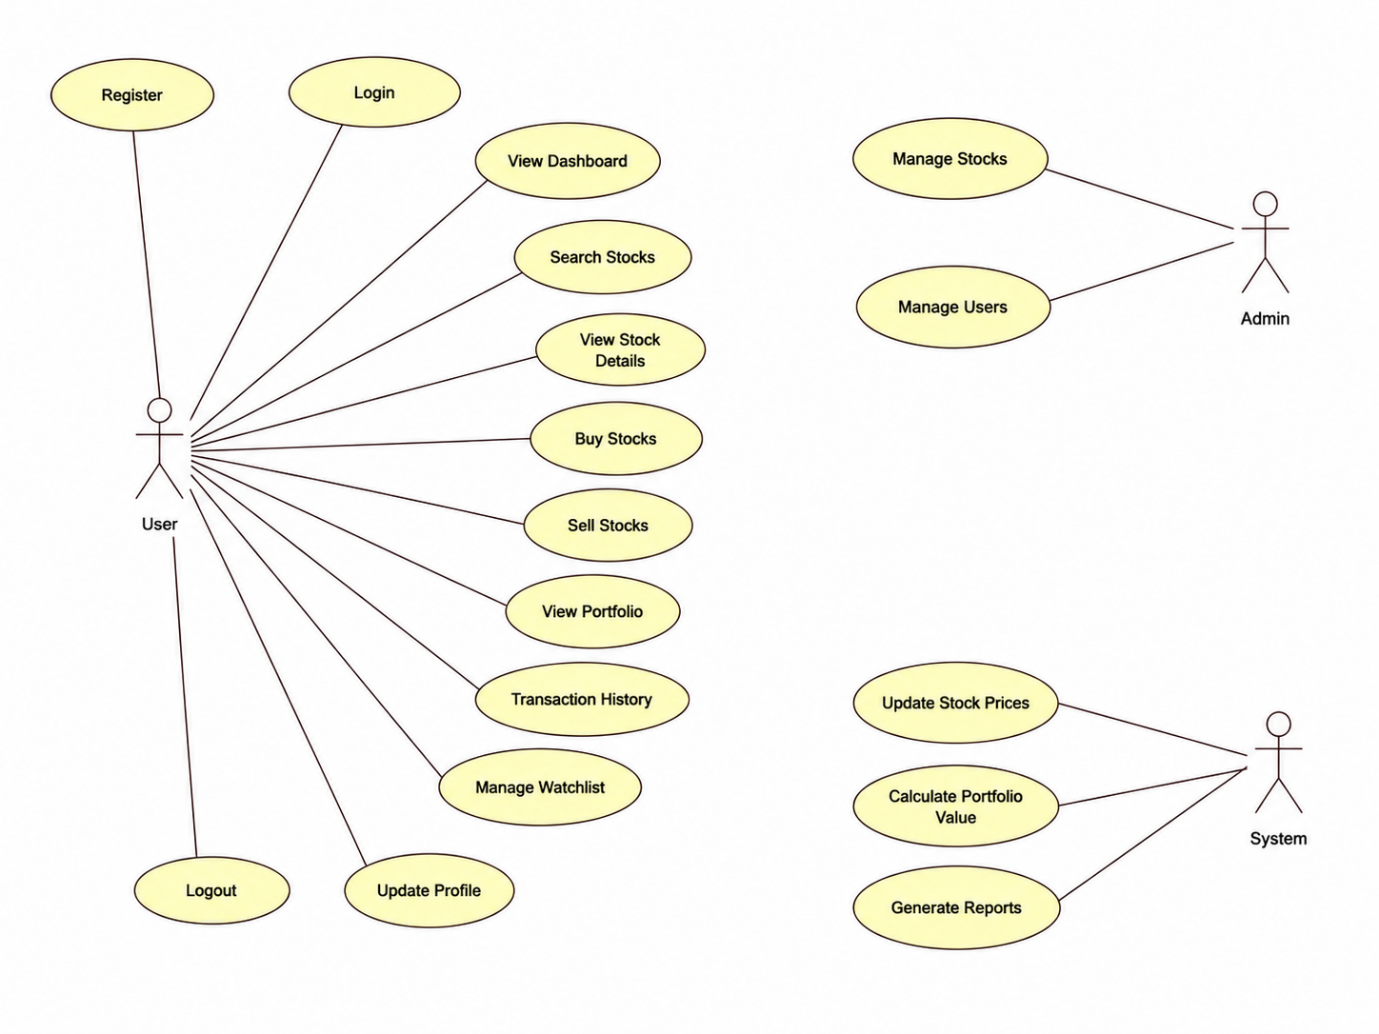 Register
Login
View Dashboard
Search Stocks
View Stock
Details
Buy Stocks
Sell Stocks
View Portfolio
Transaction History
Manage Watchlist
Update Profile
Logout
User
Manage Stocks
Manage Users
Admin
Update Stock Prices
Calculate Portfolio
Value
Generate Reports
System